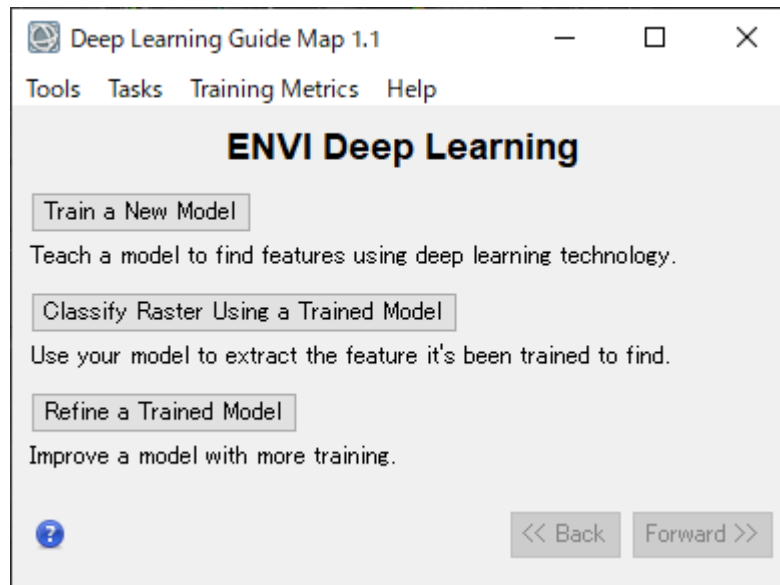 Deep Learning Guide Map 1.1
Tools Tasks Training Metrics Help
ENVI Deep Learning
Train a New Model
Teach a model to find features using deep learning technology.
Classify Raster Using a Trained Model
Use your model to extract the feature it's been trained to find.
Refine a Trained Model
Improve a model with more training.
? << Back Forward >>